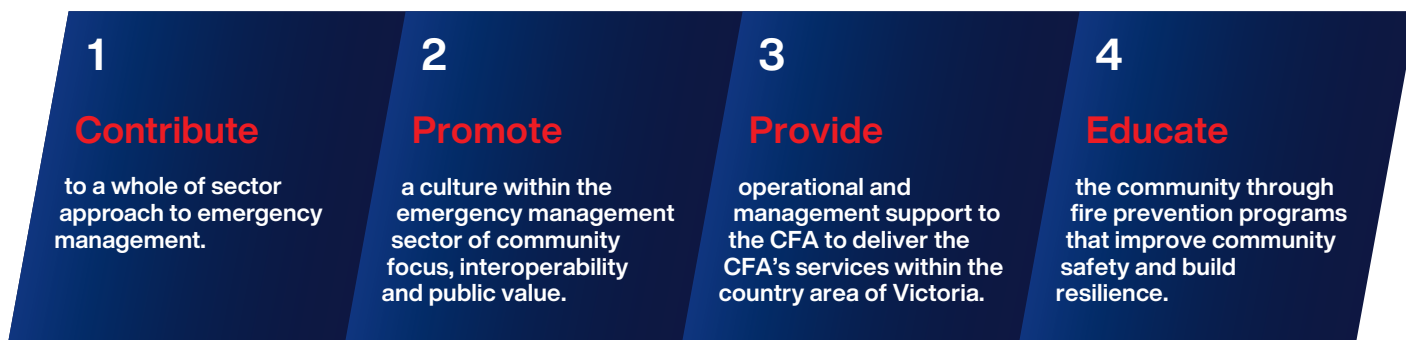 1
Contribute
to a whole of sector
approach to emergency
management.
2
Promote
a culture within the
emergency management
sector of community
focus, interoperability
and public value.
3
Provide
operational and
management support to
the CFA to deliver the
CFA’s services within the
country area of Victoria.
4
Educate
the community through
fire prevention programs
that improve community
safety and build
resilience.